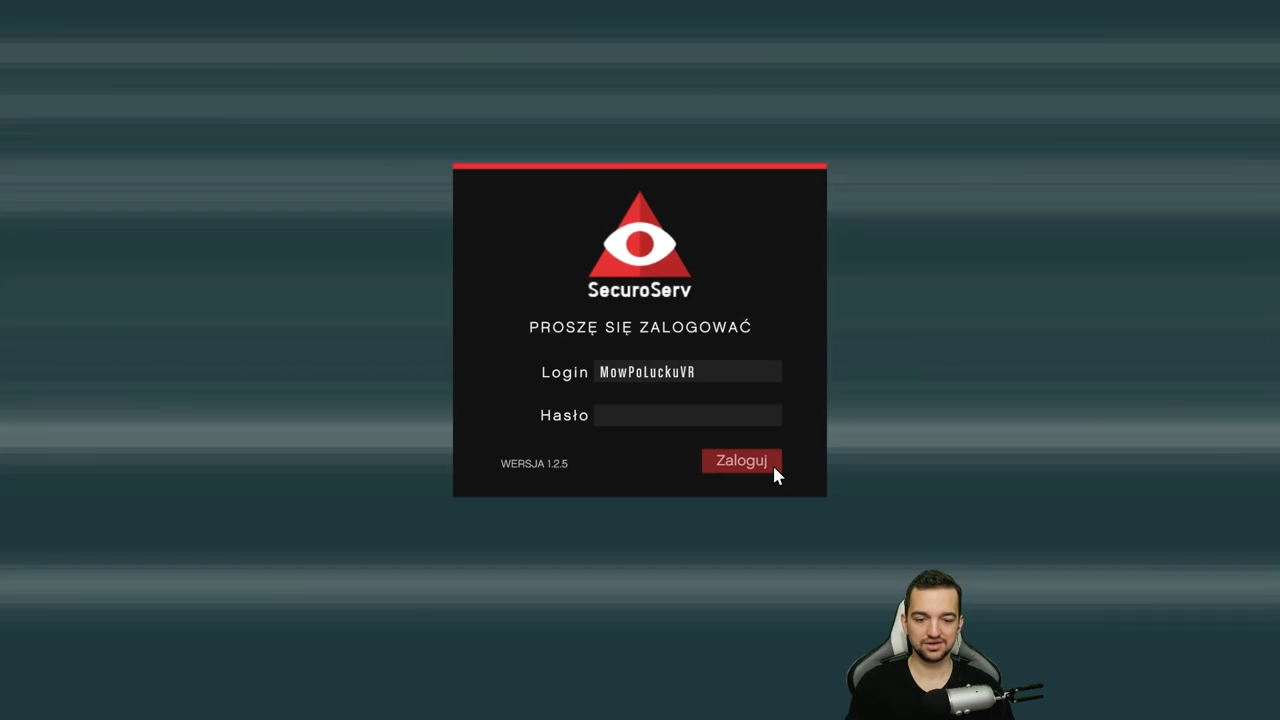 SecuroServ
PROSZĘ SIĘ ZALOGOWAĆ
Login MowPoLuckuVR
Hasło
WERSJA 1.2.5 Zaloguj